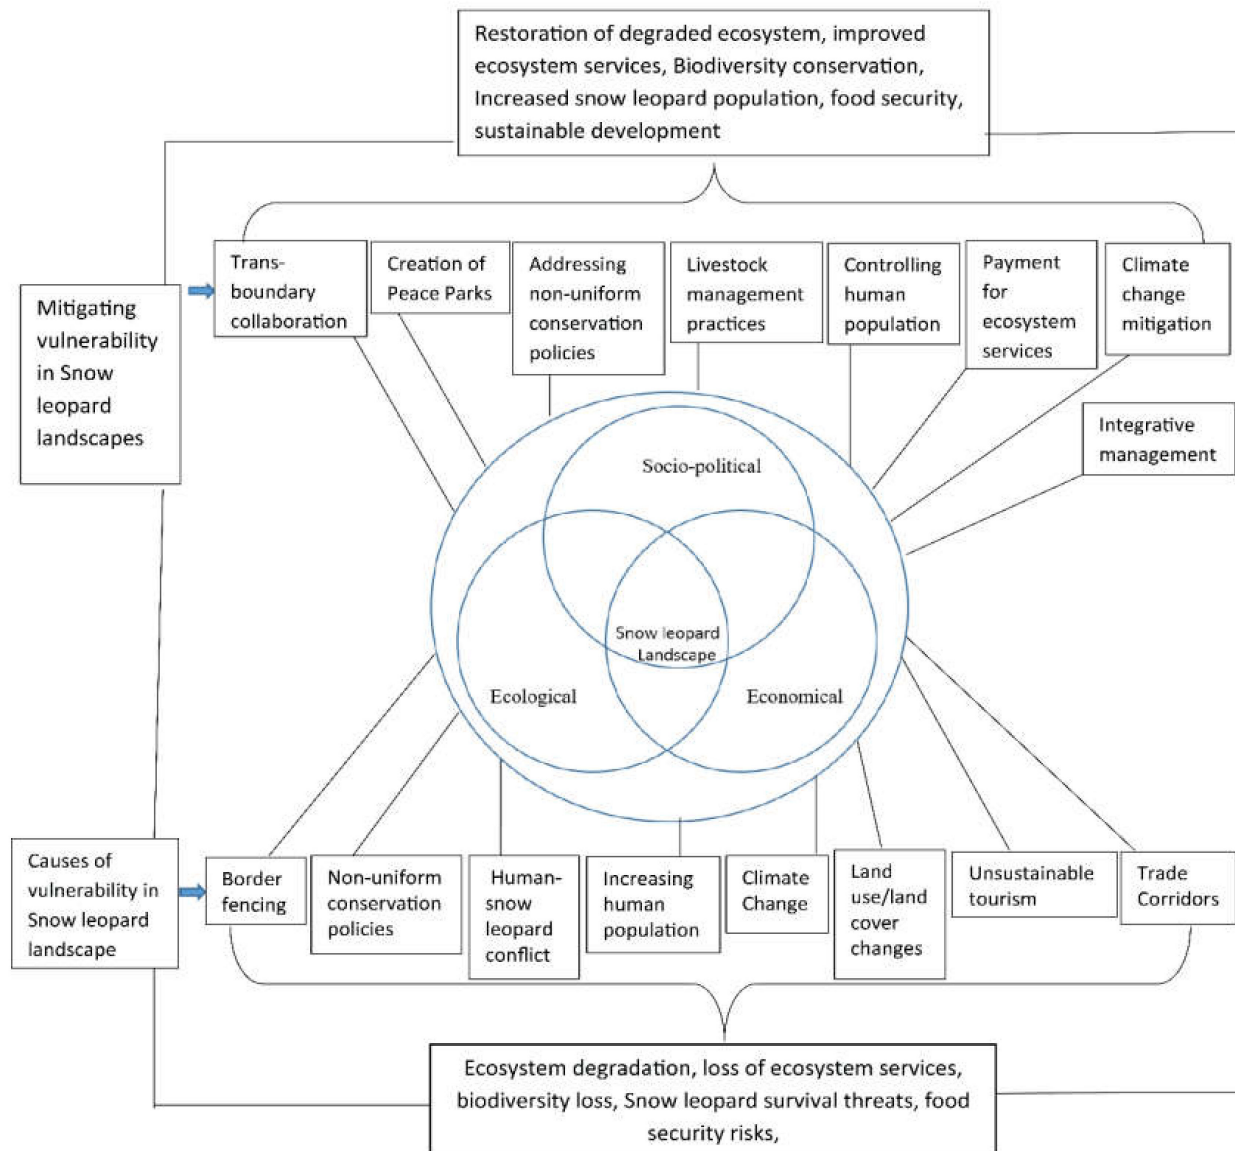 Restoration of degraded ecosystem, improved
ecosystem services, Biodiversity conservation,
Increased snow leopard population, food security,
sustainable development
Mitigating
vulnerability
in Snow
leopard
landscapes
Trans-
boundary
collaboration
Creation of
Peace Parks
Addressing
non-uniform
conservation
policies
Livestock
management
practices
Controlling
human
population
Payment
for
ecosystem
services
Climate
change
mitigation
Integrative
management
Socio-political
Snow leopard
Landscape
Ecological
Economical
Causes of
vulnerability in
Snow leopard
landscape
Border
fencing
Non-uniform
conservation
policies
Human-
snow
leopard
conflict
Increasing
human
population
Climate
Change
Land
use/land
cover
changes
Unsustainable
tourism
Trade
Corridors
Ecosystem degradation, loss of ecosystem services,
biodiversity loss, Snow leopard survival threats, food
security risks,